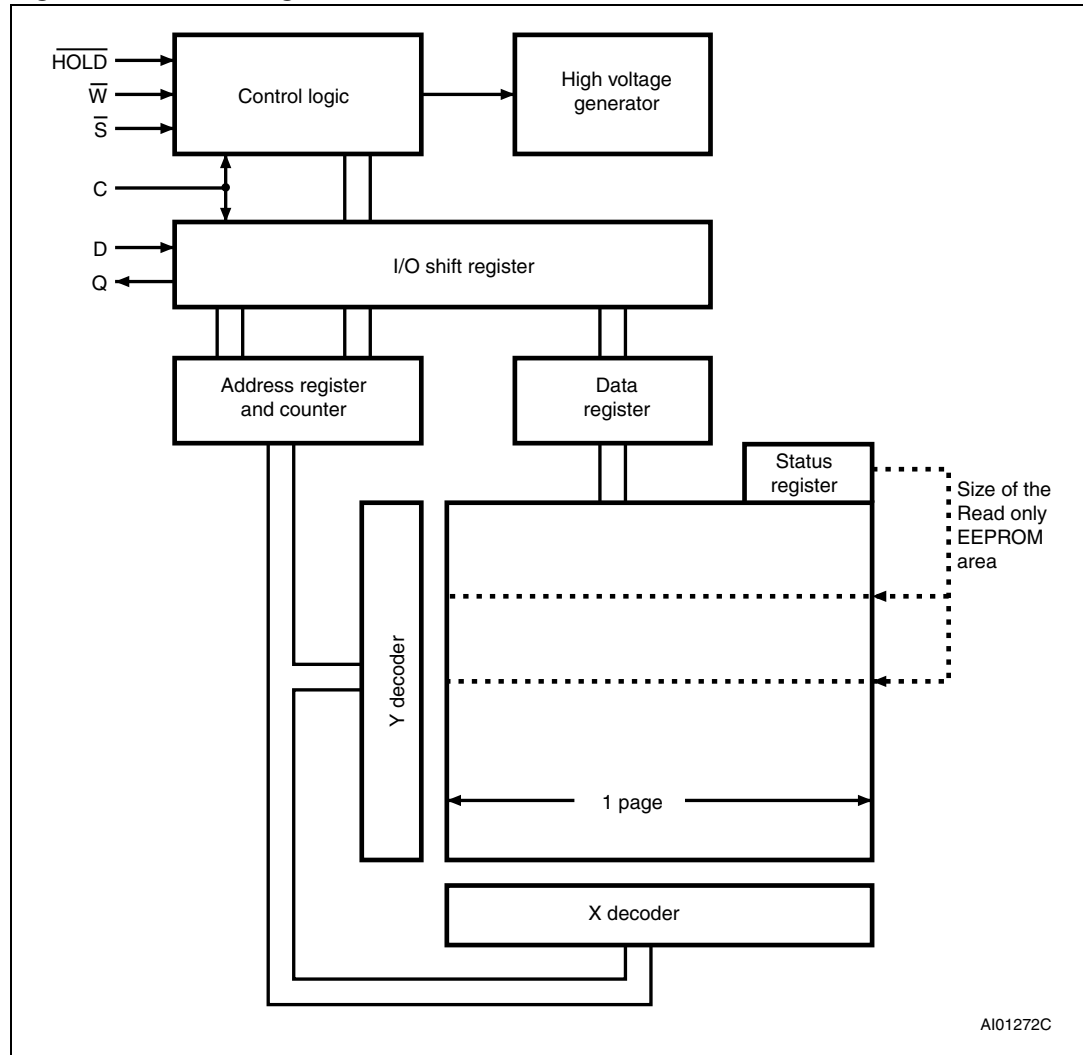 HOLD
W
S
C
D
Q
Control logic
High voltage
generator
I/O shift register
Address register
and counter
Data
register
Status
register
Size of the
Read only
EEPROM
area
Y decoder
1 page
X decoder
AI01272C